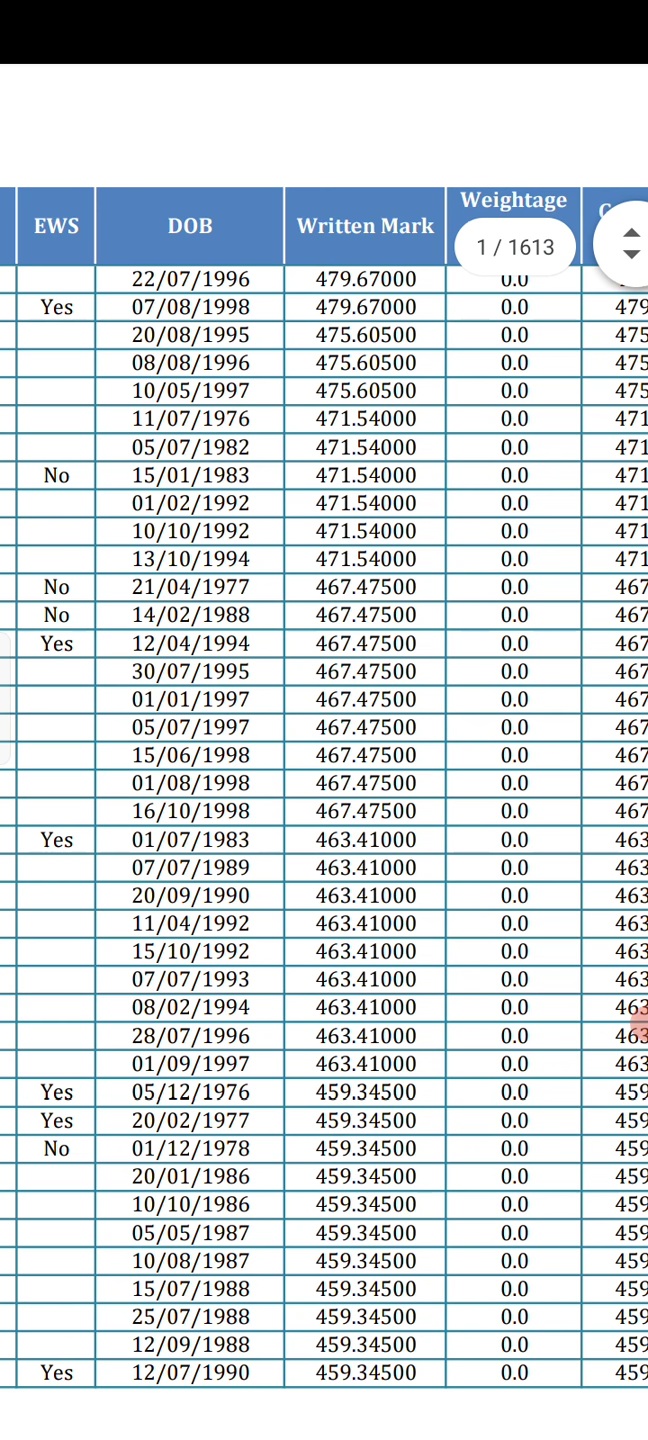 EWS DOB Written Mark Weightage
1 / 1613
22/07/1996 479.67000 0.0
Yes 07/08/1998 479.67000 0.0 479
20/08/1995 475.60500 0.0 475
08/08/1996 475.60500 0.0 475
10/05/1997 475.60500 0.0 475
11/07/1976 471.54000 0.0 471
05/07/1982 471.54000 0.0 471
No 15/01/1983 471.54000 0.0 471
01/02/1992 471.54000 0.0 471
10/10/1992 471.54000 0.0 471
13/10/1994 471.54000 0.0 471
No 21/04/1977 467.47500 0.0 467
No 14/02/1988 467.47500 0.0 467
Yes 12/04/1994 467.47500 0.0 467
30/07/1995 467.47500 0.0 467
01/01/1997 467.47500 0.0 467
05/07/1997 467.47500 0.0 467
15/06/1998 467.47500 0.0 467
01/08/1998 467.47500 0.0 467
16/10/1998 467.47500 0.0 467
Yes 01/07/1983 463.41000 0.0 463
07/07/1989 463.41000 0.0 463
20/09/1990 463.41000 0.0 463
11/04/1992 463.41000 0.0 463
15/10/1992 463.41000 0.0 463
07/07/1993 463.41000 0.0 463
08/02/1994 463.41000 0.0 463
28/07/1996 463.41000 0.0 463
01/09/1997 463.41000 0.0 463
Yes 05/12/1976 459.34500 0.0 459
Yes 20/02/1977 459.34500 0.0 459
No 01/12/1978 459.34500 0.0 459
20/01/1986 459.34500 0.0 459
10/10/1986 459.34500 0.0 459
05/05/1987 459.34500 0.0 459
10/08/1987 459.34500 0.0 459
15/07/1988 459.34500 0.0 459
25/07/1988 459.34500 0.0 459
12/09/1988 459.34500 0.0 459
Yes 12/07/1990 459.34500 0.0 459